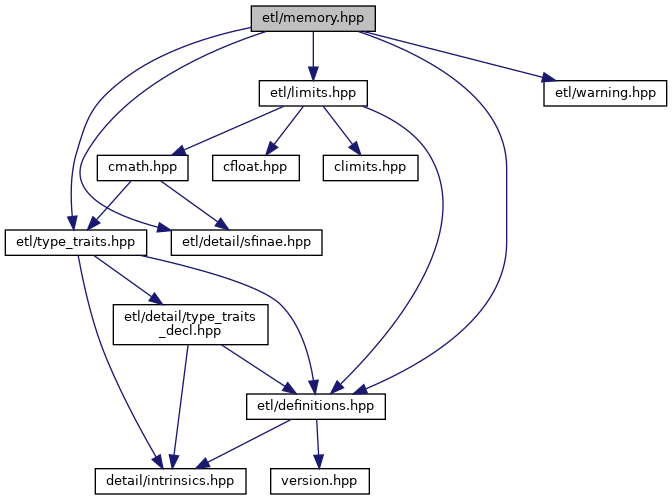 etl/memory.hpp
etl/limits.hpp
etl/warning.hpp
cmath.hpp
cfloat.hpp
climits.hpp
etl/type_traits.hpp
etl/detail/sfinae.hpp
etl/detail/type_traits
_decl.hpp
etl/definitions.hpp
detail/intrinsics.hpp
version.hpp